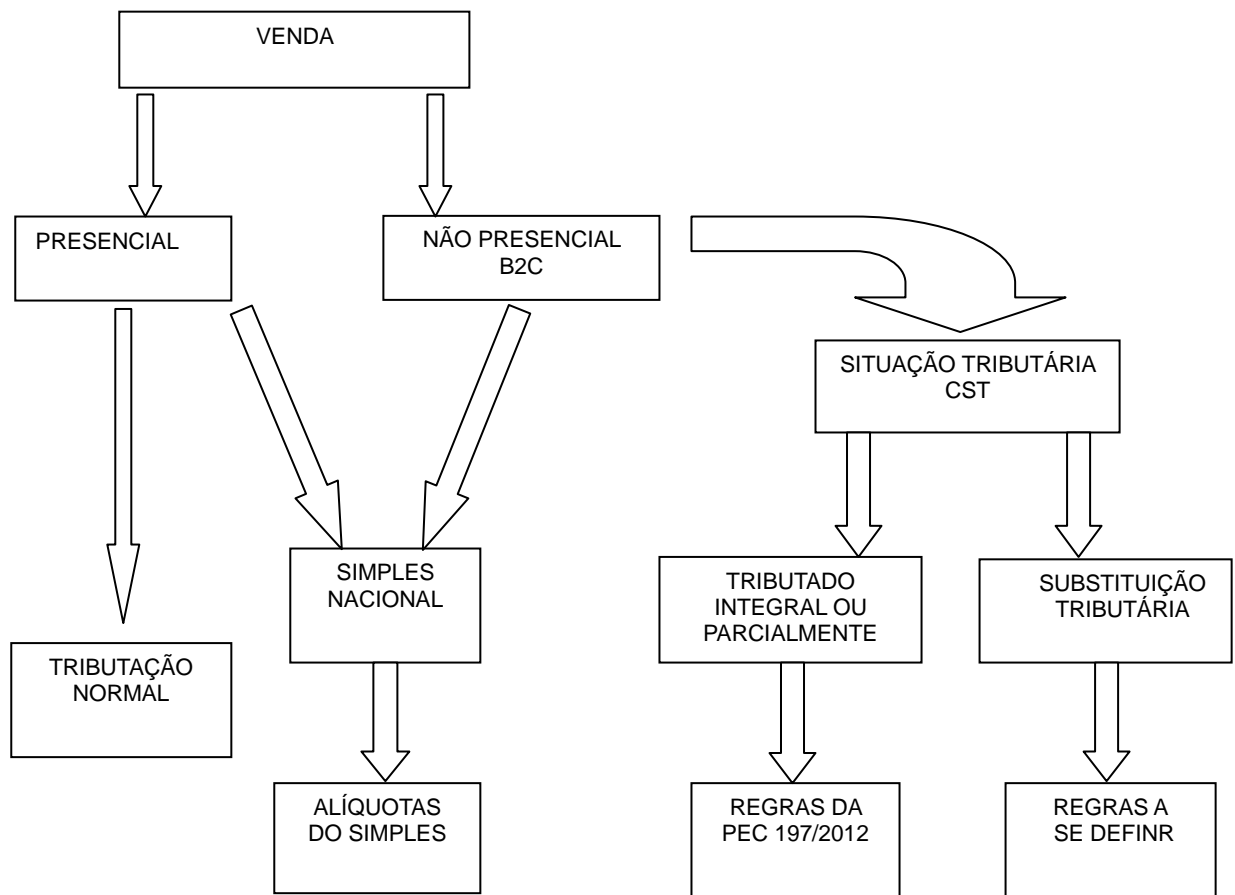 VENDA
PRESENCIAL
NÃO PRESENCIAL
B2C
SITUAÇÃO TRIBUTÁRIA
CST
SIMPLES
NACIONAL
TRIBUTADO
INTEGRAL OU
PARCIALMENTE
SUBSTITUIÇÃO
TRIBUTÁRIA
TRIBUTAÇÃO
NORMAL
ALÍQUOTAS
DO SIMPLES
REGRAS DA
PEC 197/2012
REGRAS A
SE DEFINR